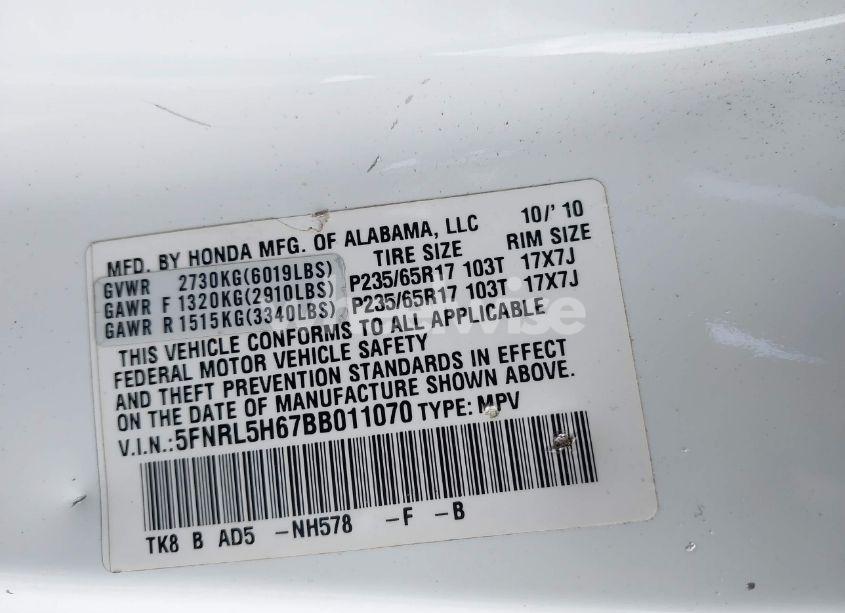 MFD. BY HONDA MFG. OF ALABAMA, LLC 10/' 10
TIRE SIZE RIM SIZE
GVWR 2730KG(6019LBS)
GAWR F 1320KG(2910LBS) P235/65R17 103T 17X7J
GAWR R 1515KG(3340LBS) P235/65R17 103T 17X7J
THIS VEHICLE CONFORMS TO ALL APPLICABLE
FEDERAL MOTOR VEHICLE SAFETY
AND THEFT PREVENTION STANDARDS IN EFFECT
ON THE DATE OF MANUFACTURE SHOWN ABOVE.
V.I.N.:5FNRL5H67BB011070 TYPE: MPV
TK8 B AD5 -NH578 -F -B